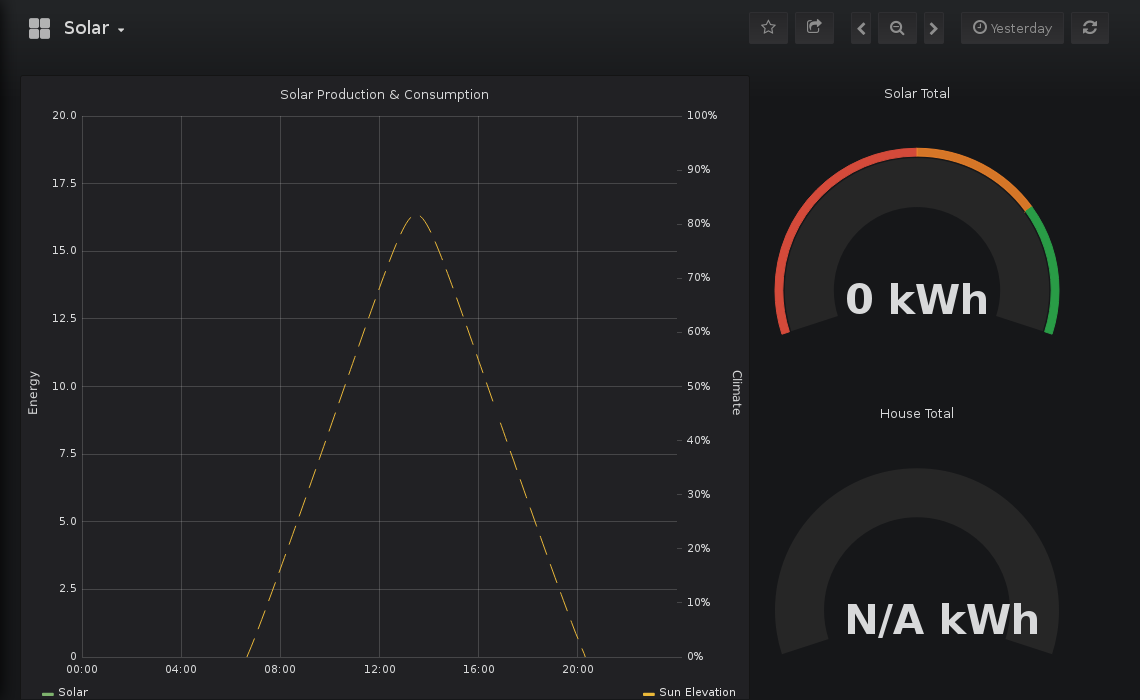 Solar
Yesterday
Solar Production & Consumption
20.0
17.5
15.0
12.5
10.0
7.5
5.0
2.5
0
Energy
100%
90%
80%
70%
60%
50%
40%
30%
20%
10%
0%
Climate
00:00 04:00 08:00 12:00 16:00 20:00
Solar
Sun Elevation
Solar Total
0 kWh
House Total
N/A kWh